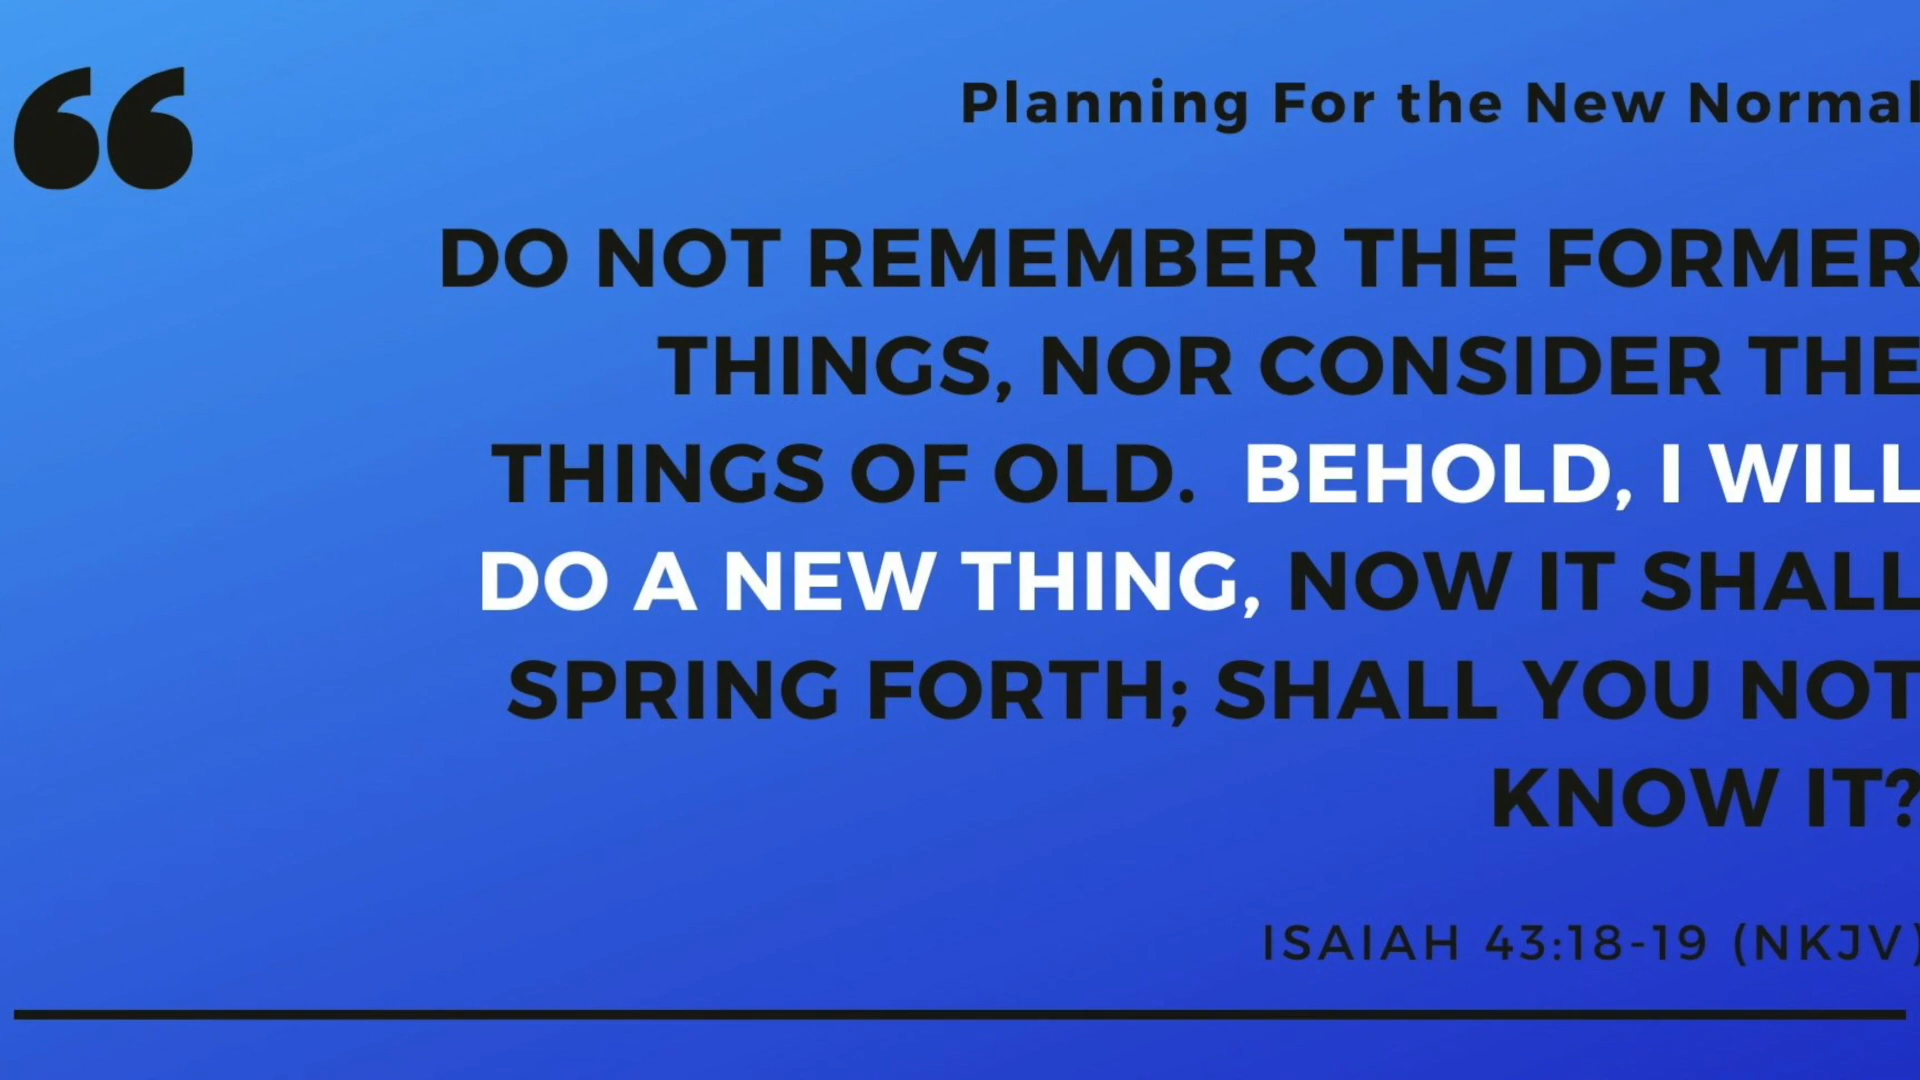 “
Planning For the New Normal
DO NOT REMEMBER THE FORMER
THINGS, NOR CONSIDER THE
THINGS OF OLD. BEHOLD, I WILL
DO A NEW THING, NOW IT SHALL
SPRING FORTH; SHALL YOU NOT
KNOW IT?
ISAIAH 43:18-19 (NKJV)